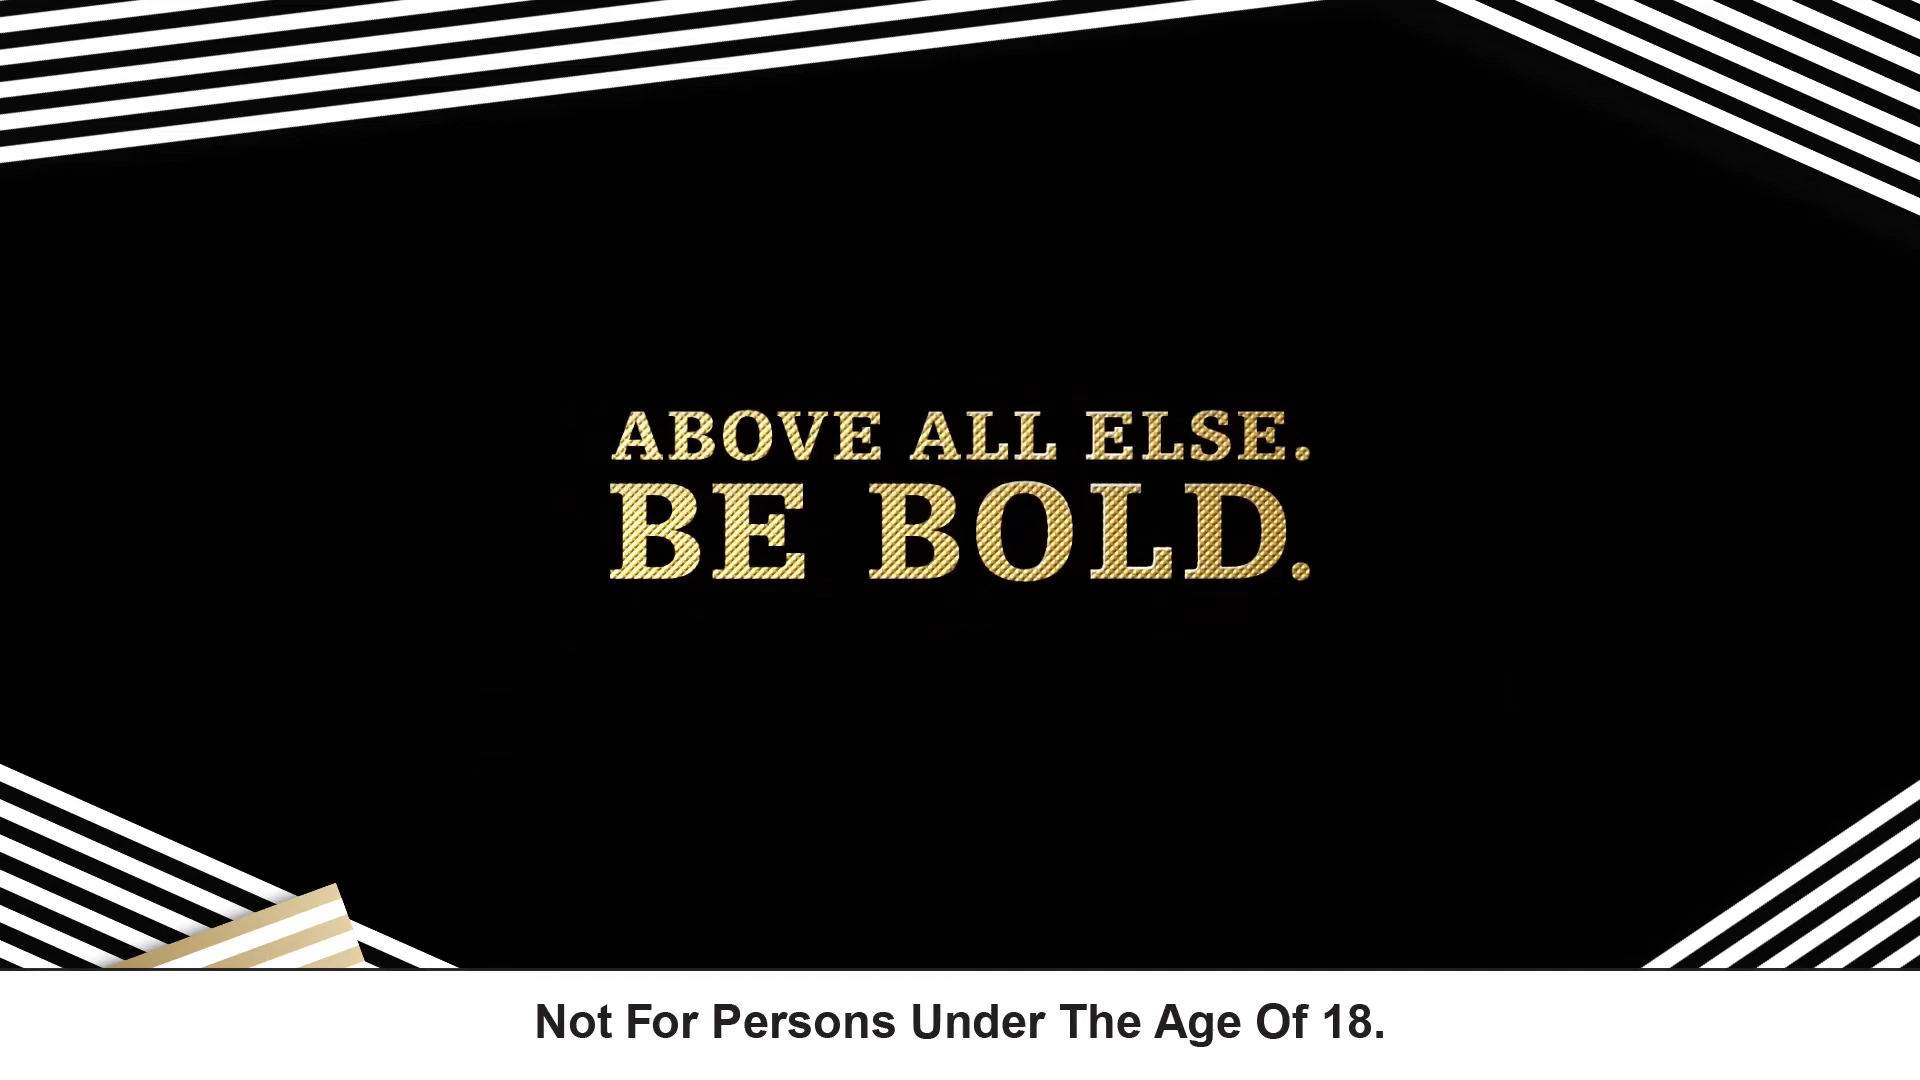 ABOVE ALL ELSE.
BE BOLD.
Not For Persons Under The Age Of 18.